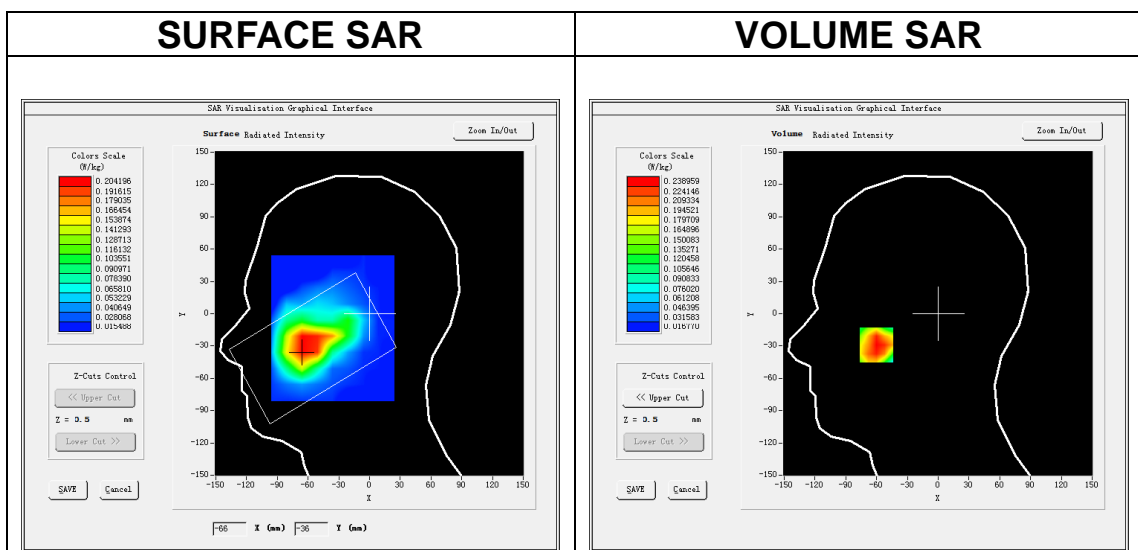 SURFACE SAR
SAR Visualisation Graphical Interface
Surface Radiated Intensity
Zoom In/Out
Colors Scale
(W/kg)
0.204196
0.191615
0.179035
0.166454
0.153874
0.141293
0.128713
0.116132
0.103551
0.090971
0.078390
0.065810
0.053229
0.040649
0.028068
0.015488
150
120
90
60
30
0
-30
-60
-90
-120
-150
Y
-150 -120 -90 -60 -30 0 30 60 90 120 150
X
Z-Cuts Control
<< Upper Cut
Z = 0.5 mm
Lower Cut >>
SAVE Cancel
-66 X (mm) -36 Y (mm)
VOLUME SAR
SAR Visualisation Graphical Interface
Volume Radiated Intensity
Zoom In/Out
Colors Scale
(W/kg)
0.238959
0.224146
0.209334
0.194521
0.179709
0.164896
0.150083
0.135271
0.120458
0.105646
0.090833
0.076020
0.061208
0.046395
0.031583
0.016770
150
120
90
60
30
0
-30
-60
-90
-120
-150
Y
-150 -120 -90 -60 -30 0 30 60 90 120 150
X
Z-Cuts Control
<< Upper Cut
Z = 0.5 mm
Lower Cut >>
SAVE Cancel